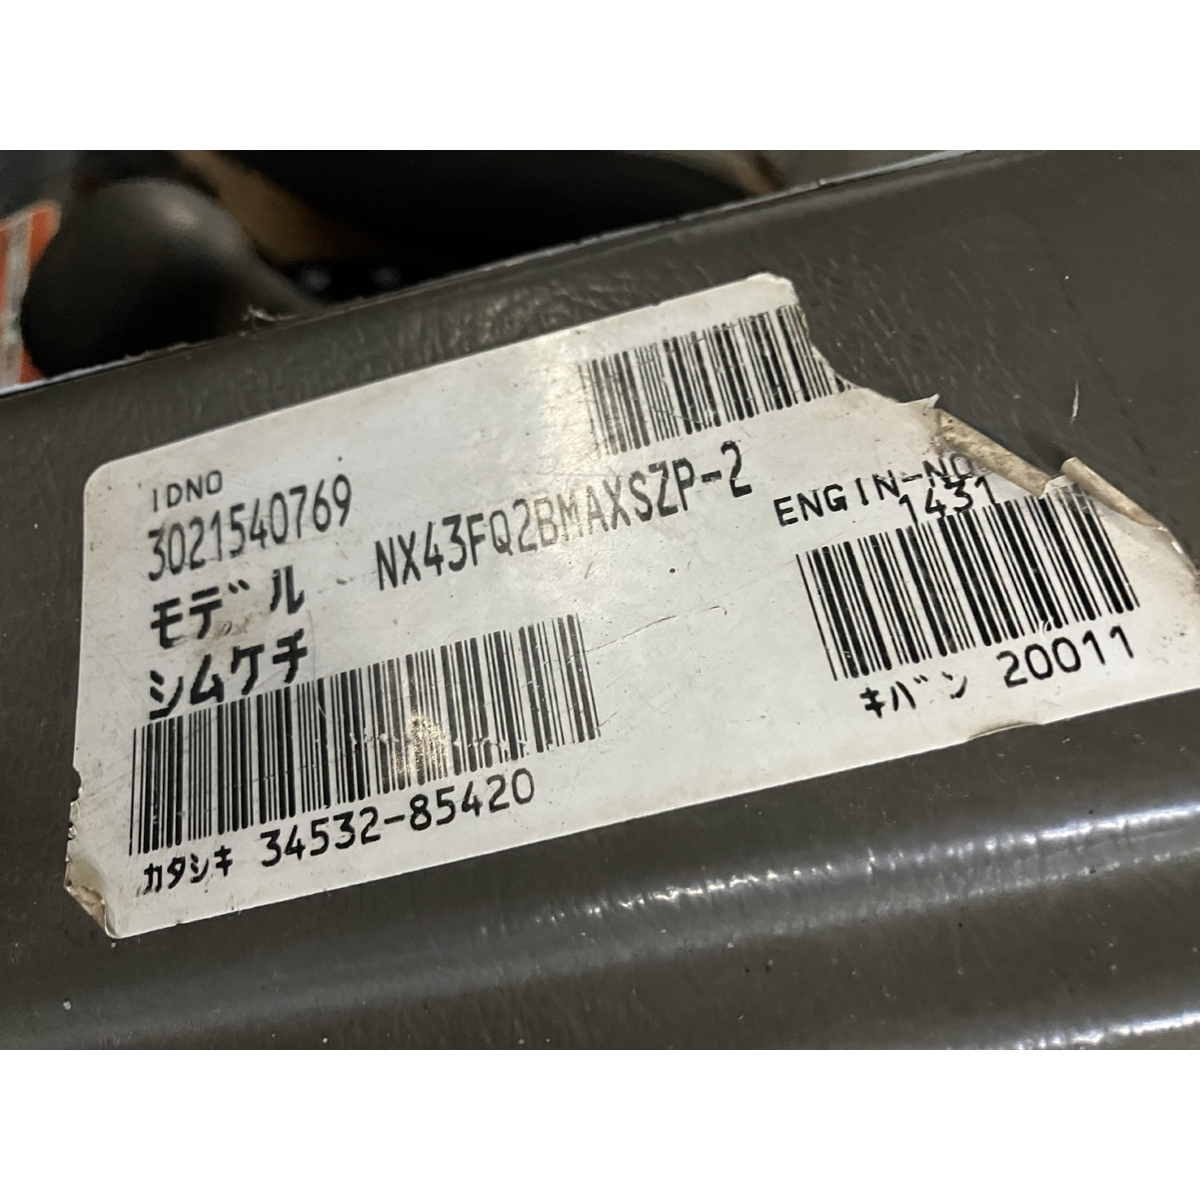 IDNO
3021540769
モデル NX43FQ2BMAXSZP-2
シムケチ
カタシキ 34532-85420
ENGIN-NO
1431
キバン 20011